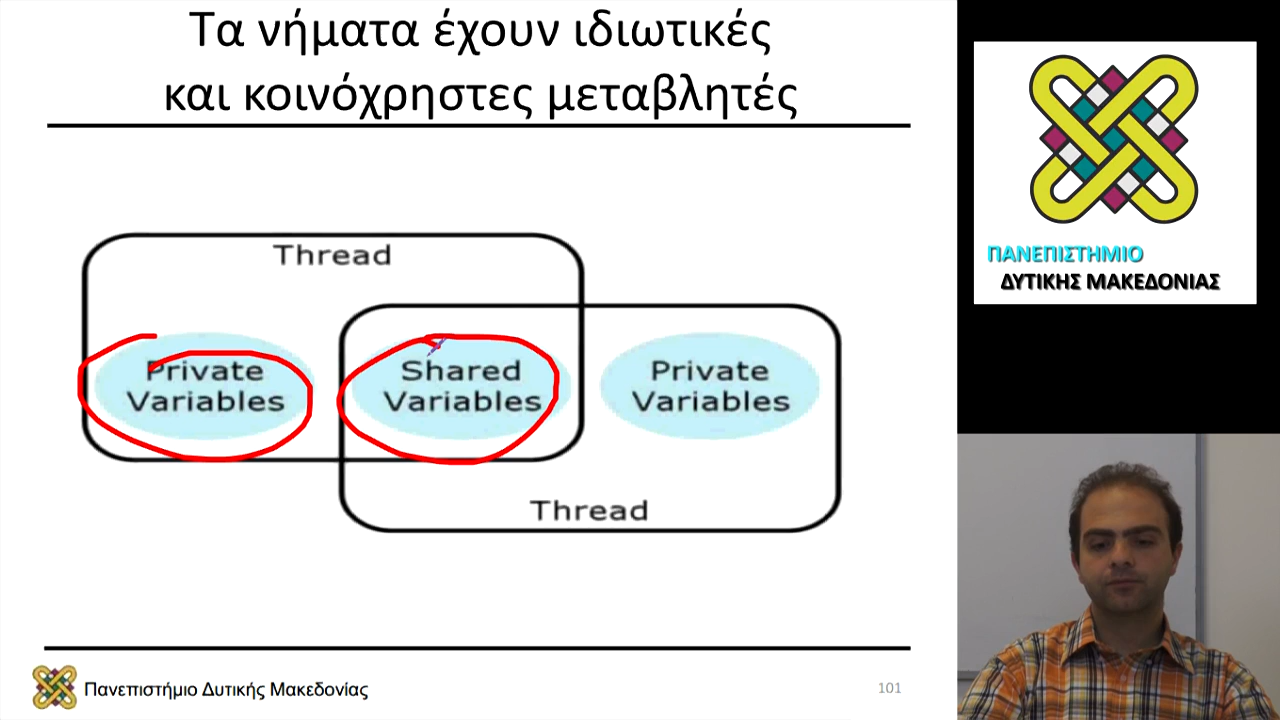 Τα νήματα έχουν ιδιωτικές
και κοινόχρηστες μεταβλητές
Thread
Private
Variables
Shared
Variables
Private
Variables
Thread
Πανεπιστήμιο Δυτικής Μακεδονίας
101
ΠΑΝΕΠΙΣΤΗΜΙΟ
ΔΥΤΙΚΗΣ ΜΑΚΕΔΟΝΙΑΣ